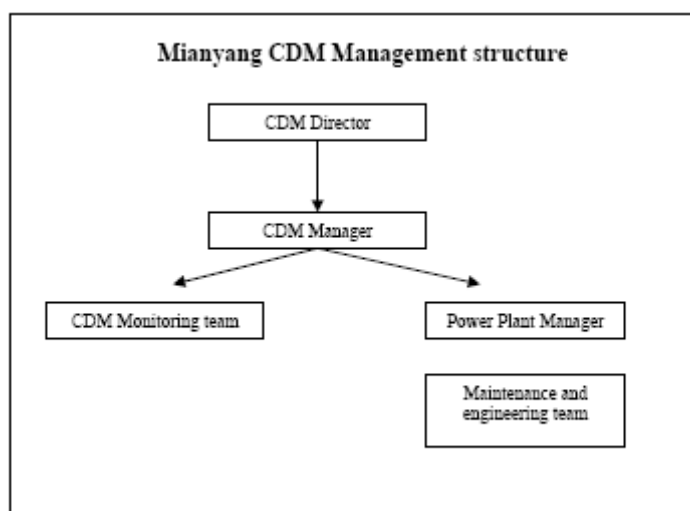 Mianyang CDM Management structure
CDM Director
CDM Manager
CDM Monitoring team
Power Plant Manager
Maintenance and
engineering team